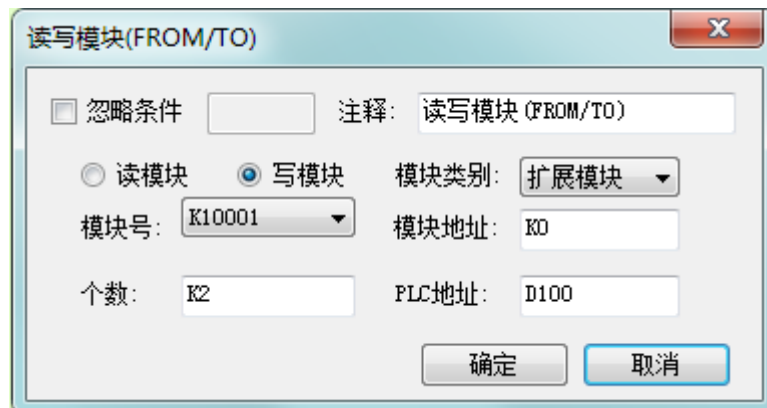 读写模块(FROM/TO)
忽略条件 注释: 读写模块(FROM/TO)
读模块 写模块 模块类别: 扩展模块
模块号: K10001 模块地址: K0
个数: K2 PLC地址: D100
确定 取消